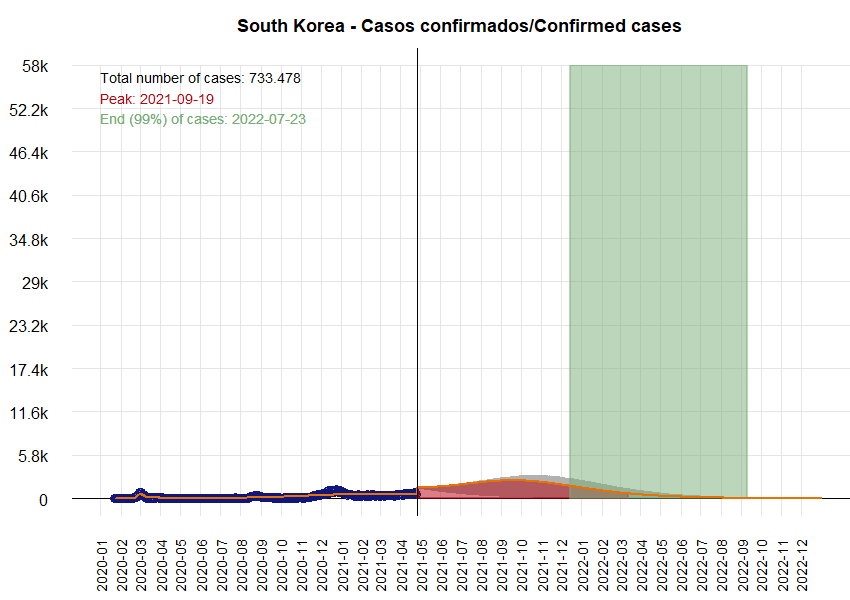 South Korea - Casos confirmados/Confirmed cases
58k
52.2k
46.4k
40.6k
34.8k
29k
23.2k
17.4k
11.6k
5.8k
0
Total number of cases: 733.478
Peak: 2021-09-19
End (99%) of cases: 2022-07-23
2020-01
2020-02
2020-03
2020-04
2020-05
2020-06
2020-07
2020-08
2020-09
2020-10
2020-11
2020-12
2021-01
2021-02
2021-03
2021-04
2021-05
2021-06
2021-07
2021-08
2021-09
2021-10
2021-11
2021-12
2022-01
2022-02
2022-03
2022-04
2022-05
2022-06
2022-07
2022-08
2022-09
2022-10
2022-11
2022-12